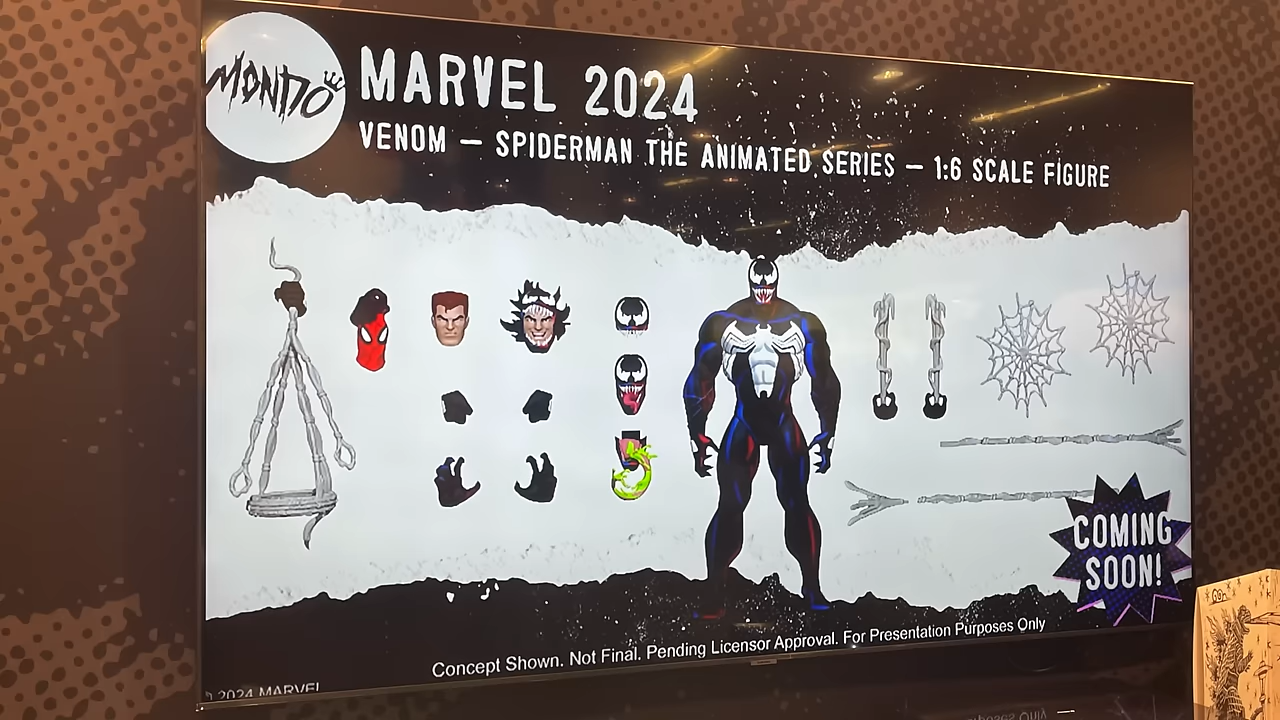 MONDO
MARVEL 2024
VENOM — SPIDERMAN THE ANIMATED SERIES — 1:6 SCALE FIGURE
COMING
SOON!
Concept Shown. Not Final. Pending Licensor Approval. For Presentation Purposes Only
2024 MARVEL